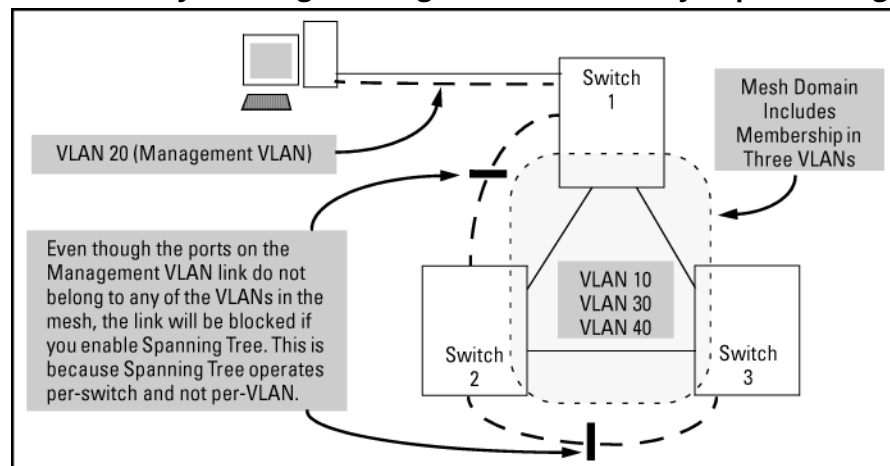 Switch
1
Mesh Domain
Includes
Membership in
Three VLANs
VLAN 20 (Management VLAN)
Even though the ports on the
Management VLAN link do not
belong to any of the VLANs in the
mesh, the link will be blocked if
you enable Spanning Tree. This is
because Spanning Tree operates
per-switch and not per-VLAN.
VLAN 10
VLAN 30
VLAN 40
Switch
2
Switch
3